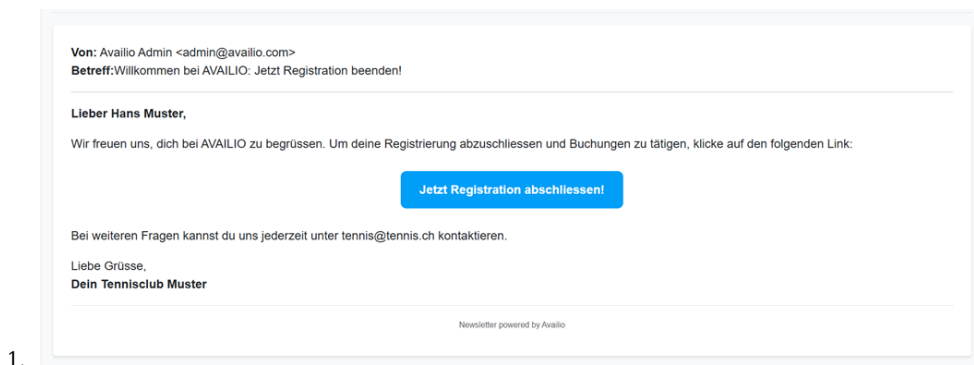 Von: Availio Admin <admin@availio.com>
Betreff:Willkommen bei AVAILIO: Jetzt Registration beenden!
Lieber Hans Muster,
Wir freuen uns, dich bei AVAILIO zu begrüssen. Um deine Registrierung abzuschliessen und Buchungen zu tätigen, klicke auf den folgenden Link:
Jetzt Registration abschliessen!
Bei weiteren Fragen kannst du uns jederzeit unter tennis@tennis.ch kontaktieren.
Liebe Grüsse,
Dein Tennisclub Muster
Newsletter powered by Availio
1.